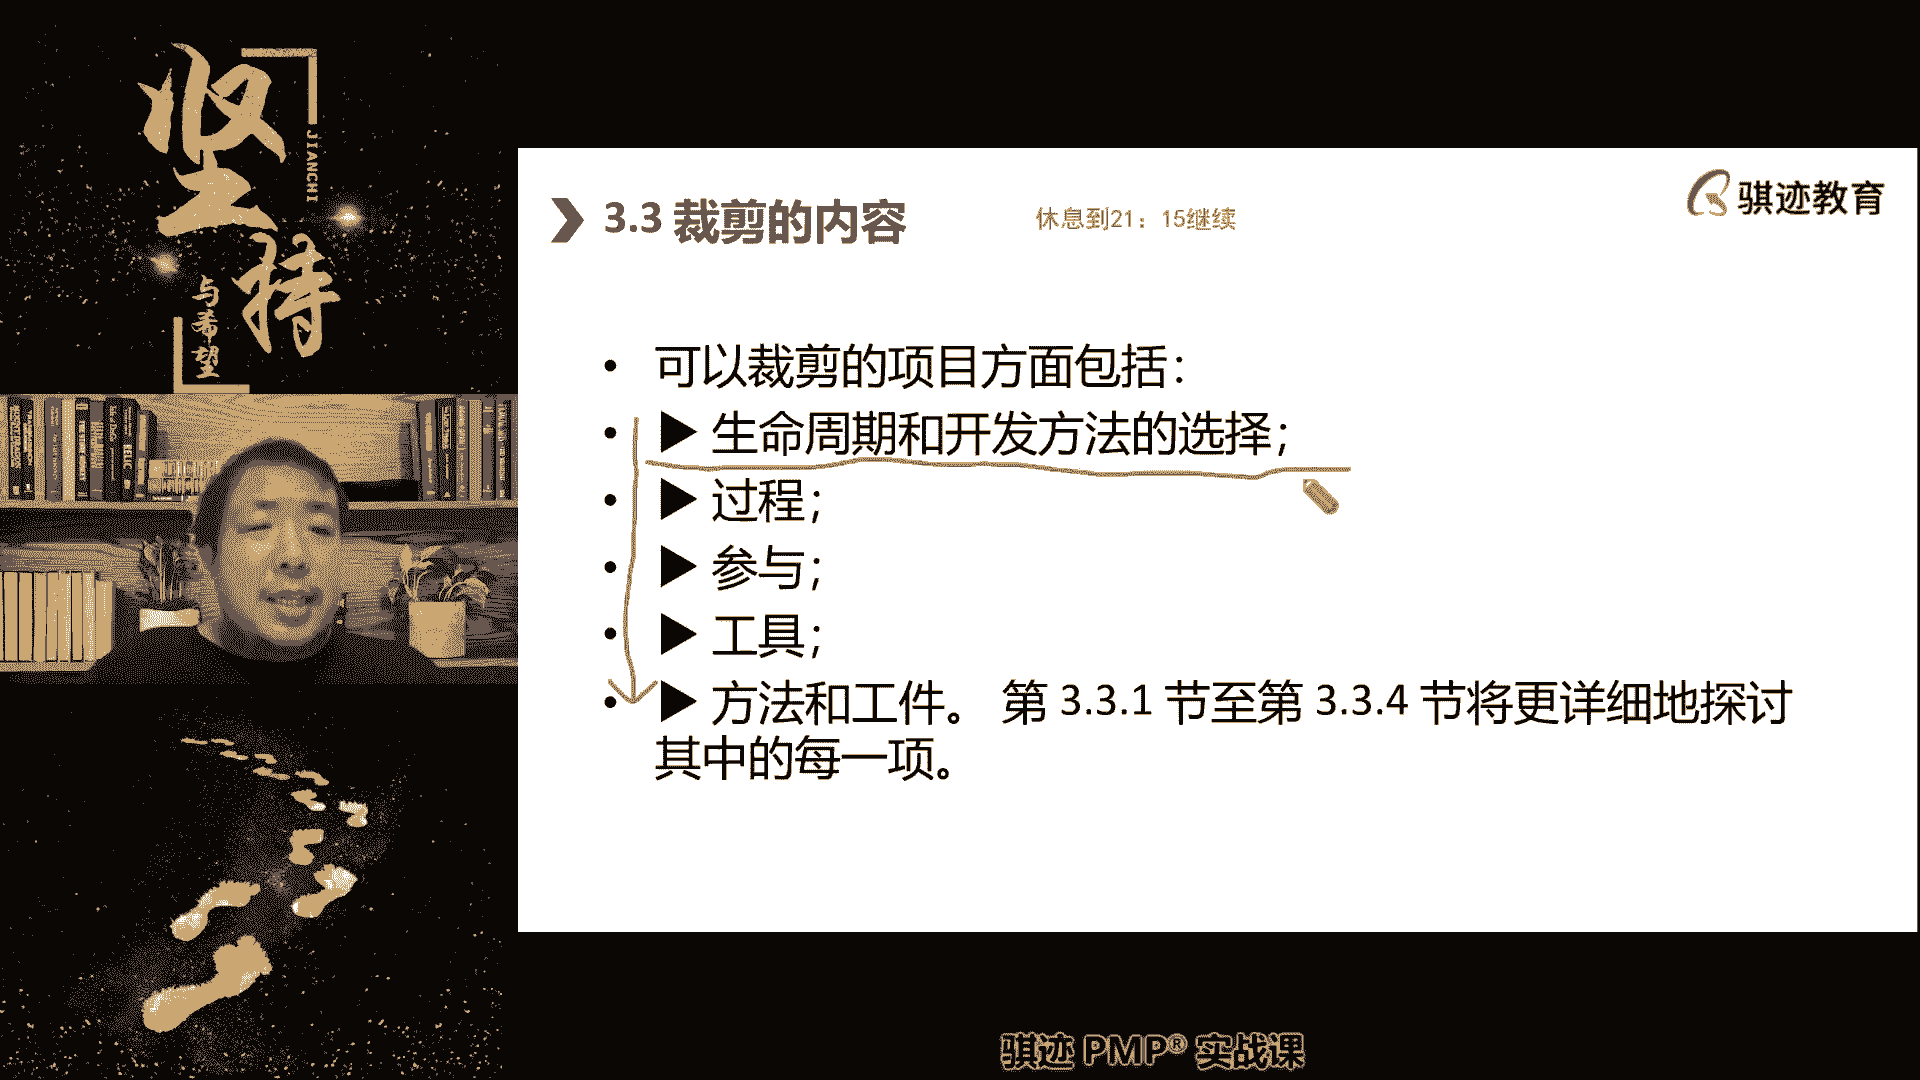 坚持
JIANCHI
与希望
3.3 裁剪的内容
休息到21：15继续
骐迹教育
• 可以裁剪的项目方面包括：
• ▶ 生命周期和开发方法的选择；
• ▶ 过程；
• ▶ 参与；
• ▶ 工具；
• ▶ 方法和工件。 第 3.3.1 节至第 3.3.4 节将更详细地探讨
其中的每一项。
骐迹 PMP® 实战课